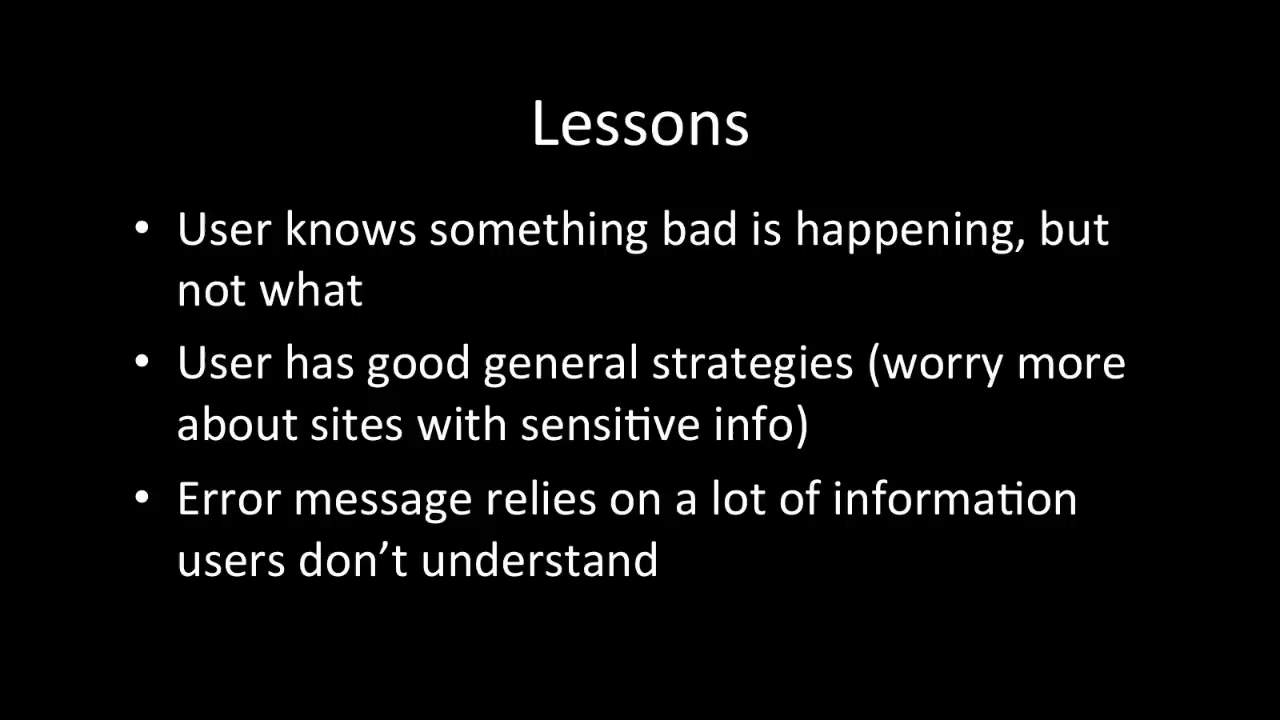 Lessons
• User knows something bad is happening, but
not what
• User has good general strategies (worry more
about sites with sensitive info)
• Error message relies on a lot of information
users don’t understand